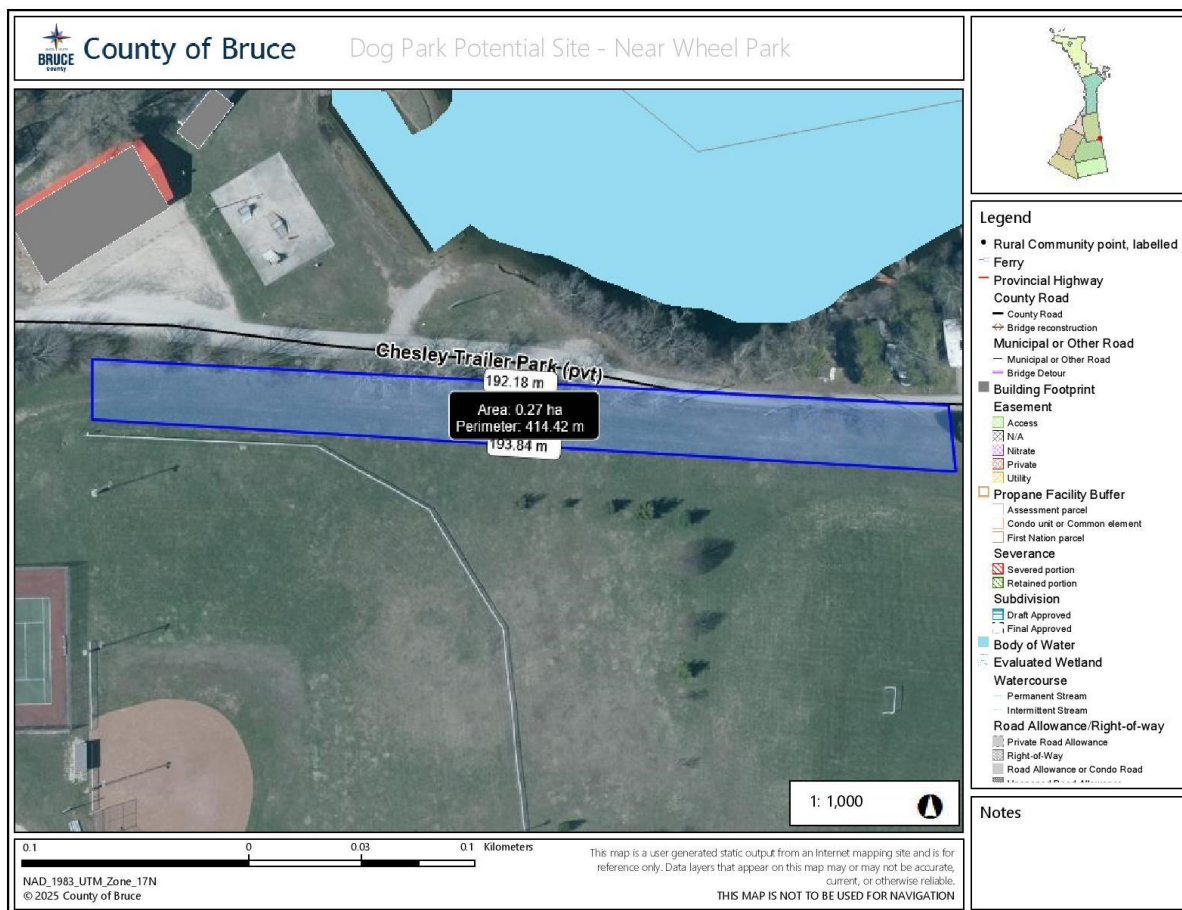 BRUCE
county
County of Bruce
Dog Park Potential Site - Near Wheel Park
Chesley Trailer Park (pvt)
192.18 m
Area: 0.27 ha
Perimeter: 414.42 m
193.84 m
1: 1,000
Legend
Rural Community point, labelled
Ferry
Provincial Highway
County Road
County Road
Bridge reconstruction
Municipal or Other Road
Municipal or Other Road
Bridge Detour
Building Footprint
Easement
Access
N/A
Nitrate
Private
Utility
Propane Facility Buffer
Assessment parcel
Condo unit or Common element
First Nation parcel
Severance
Severed portion
Retained portion
Subdivision
Draft Approved
Final Approved
Body of Water
Evaluated Wetland
Watercourse
Permanent Stream
Intermittent Stream
Road Allowance/Right-of-way
Private Road Allowance
Right-of-Way
Road Allowance or Condo Road
Notes
0.1 0 0.03 0.1 Kilometers
NAD_1983_UTM_Zone_17N
© 2025 County of Bruce
This map is a user generated static output from an Internet mapping site and is for
reference only. Data layers that appear on this map may or may not be accurate,
current, or otherwise reliable.
THIS MAP IS NOT TO BE USED FOR NAVIGATION